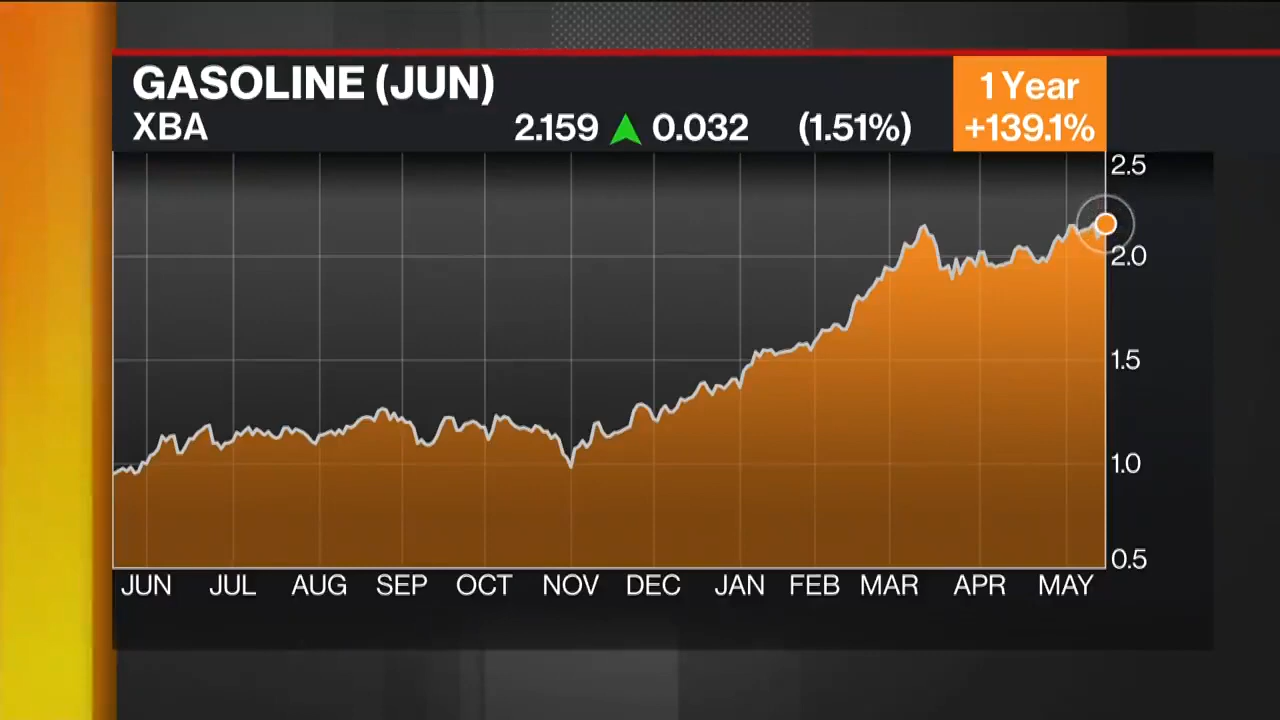 GASOLINE (JUN)
XBA
2.159 ▲ 0.032 (1.51%)
1 Year
+139.1%
2.5
2.0
1.5
1.0
0.5
JUN JUL AUG SEP OCT NOV DEC JAN FEB MAR APR MAY